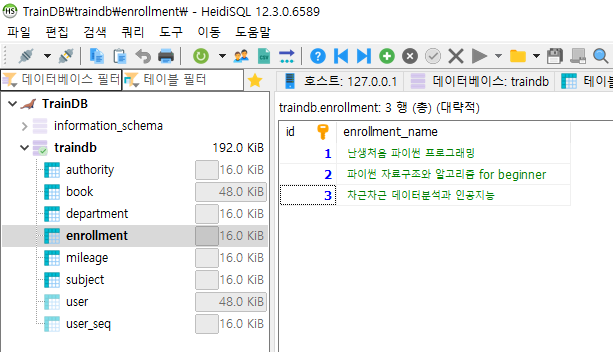 TrainDB\traindb\enrollment\ - HeidiSQL 12.3.0.6589
파일 편집 검색 쿼리 도구 이동 도움말
데이터베이스 필터 테이블 필터
호스트: 127.0.0.1 데이터베이스: traindb 테이
TrainDB
information_schema
traindb 192.0 KiB
authority 16.0 KiB
book 48.0 KiB
department 16.0 KiB
enrollment 16.0 KiB
mileage 16.0 KiB
subject 16.0 KiB
user 48.0 KiB
user_seq 16.0 KiB
traindb.enrollment: 3 행 (총) (대략적)
id enrollment_name
1 난생처음 파이썬 프로그래밍
2 파이썬 자료구조와 알고리즘 for beginner
3 차근차근 데이터분석과 인공지능